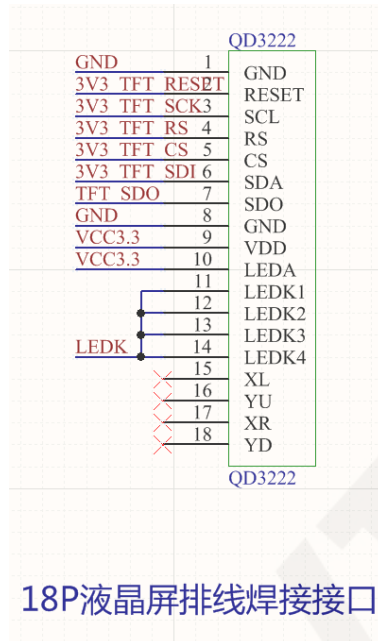 QD3222
GND 1 GND
3V3 TFT RESET 2 RESET
3V3 TFT SCK 3 SCL
3V3 TFT RS 4 RS
3V3 TFT CS 5 CS
3V3 TFT SDI 6 SDA
TFT SDO 7 SDO
GND 8 GND
VCC3.3 9 VDD
VCC3.3 10 LEDA
11 LEDK1
12 LEDK2
13 LEDK3
LEDK 14 LEDK4
15 XL
16 YU
17 XR
18 YD
QD3222
18P液晶屏排线焊接接口